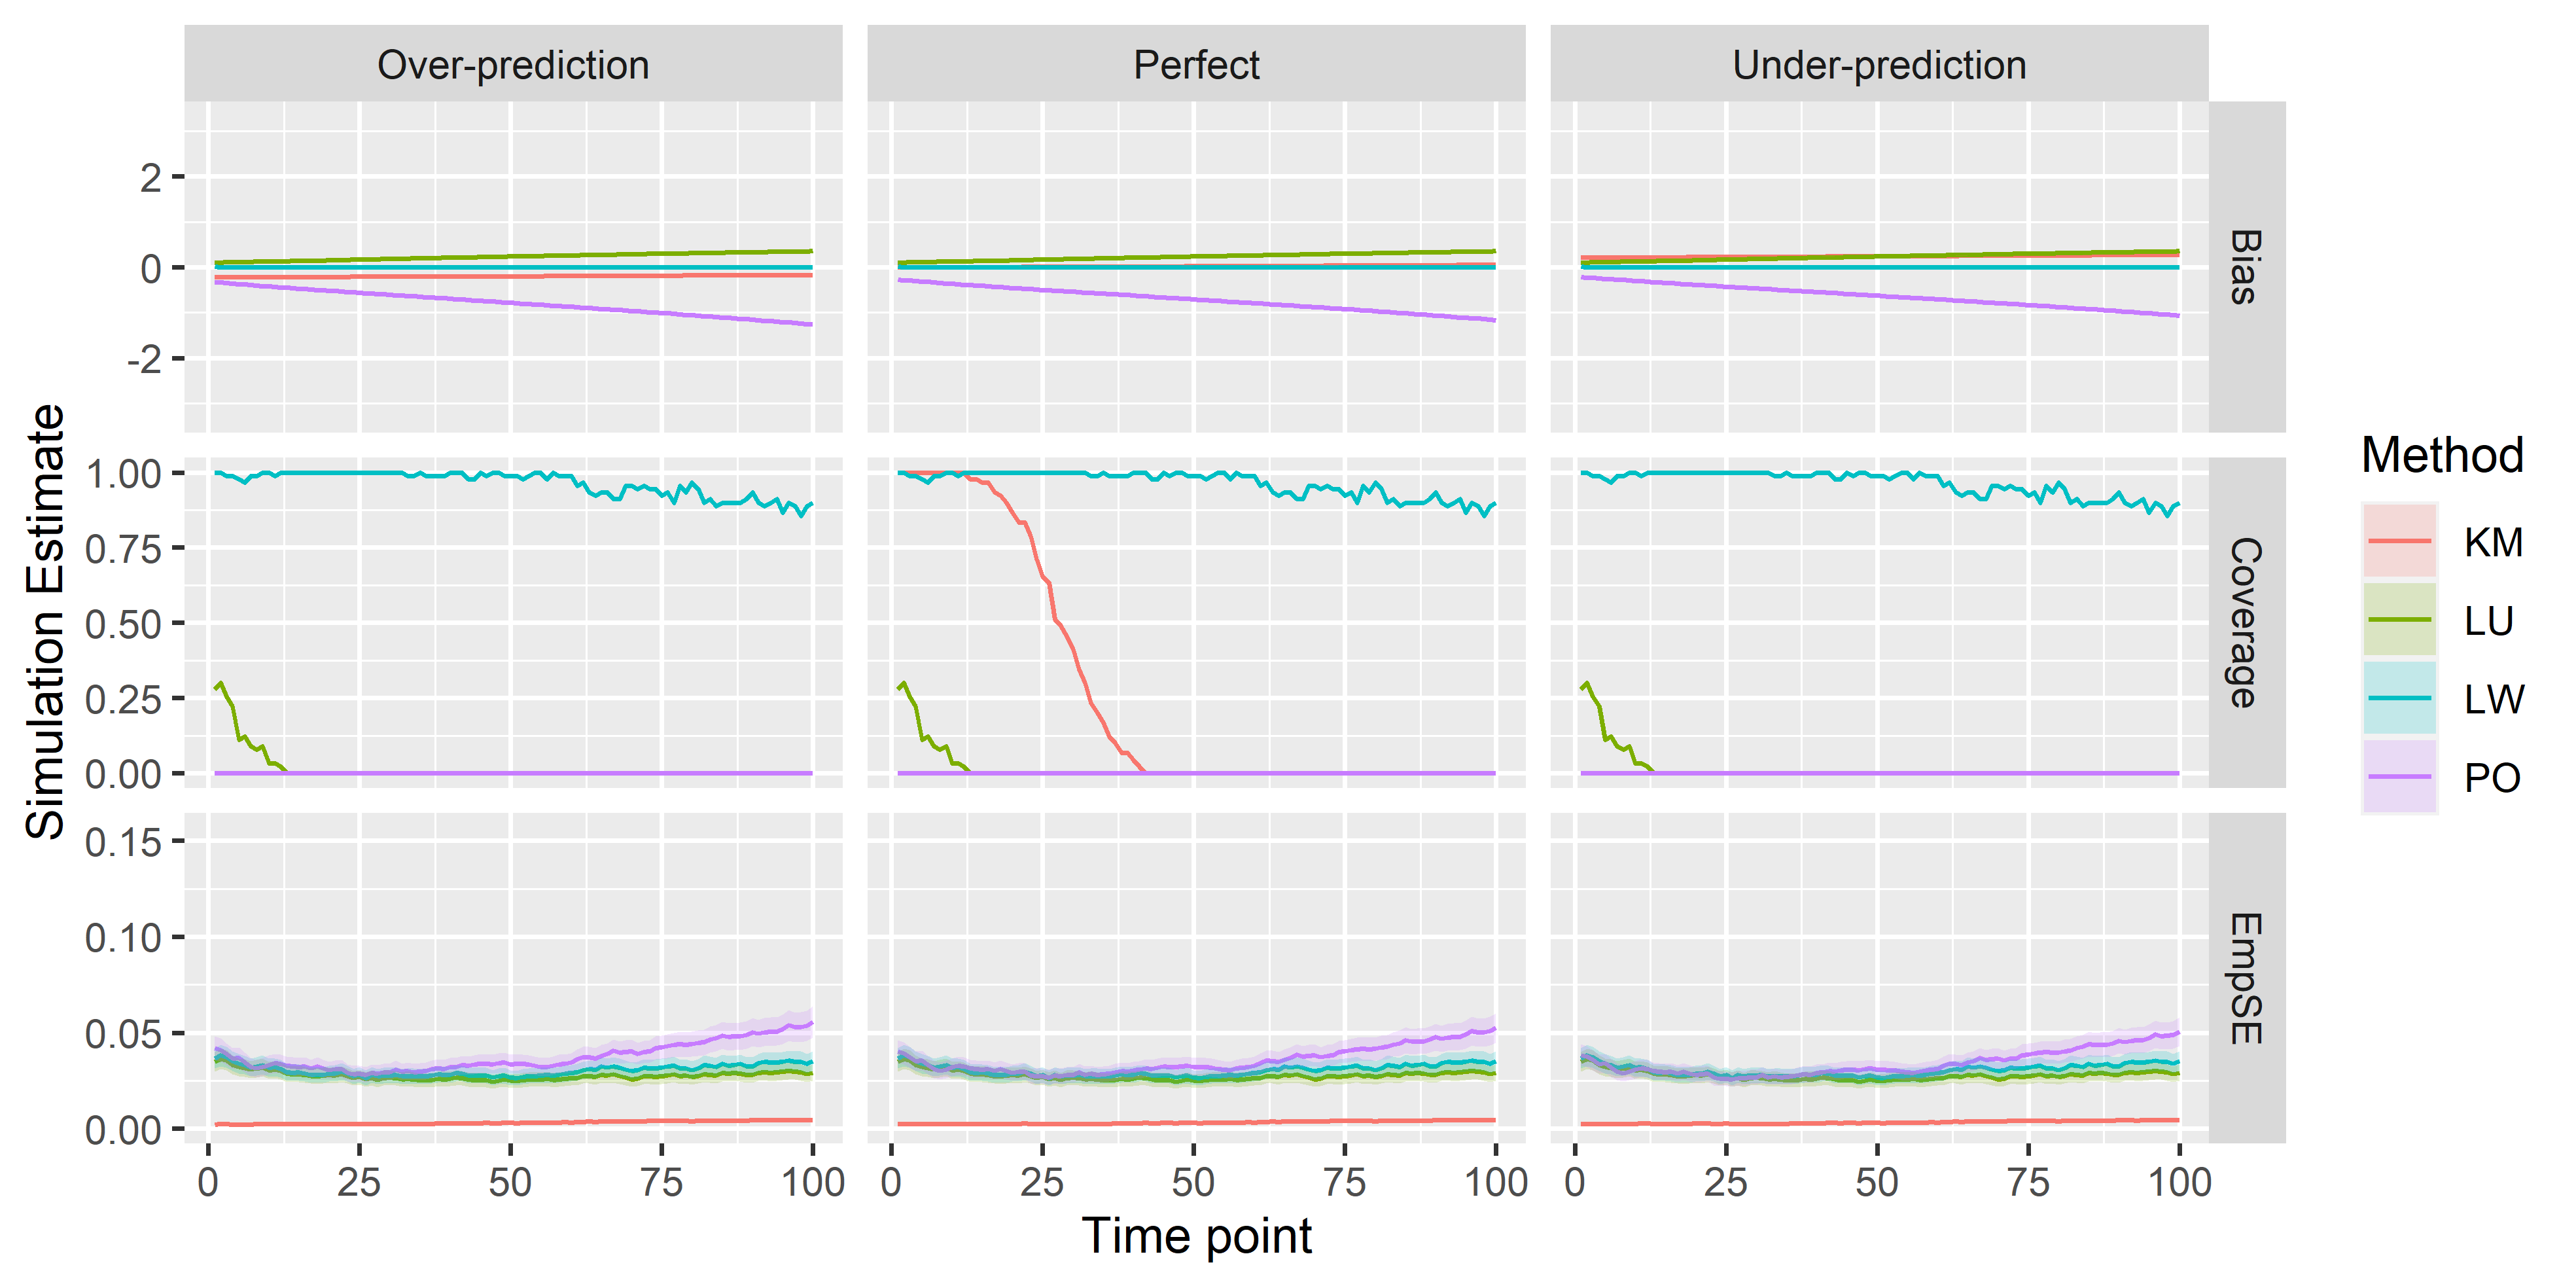 Over-prediction
Perfect
Under-prediction
2
0
-2
Bias
1.00
0.75
0.50
0.25
0.00
Coverage
0.15
0.10
0.05
0.00
EmpSE
0 25 50 75 100
0 25 50 75 100
0 25 50 75 100
Time point
Simulation Estimate
Method
KM
LU
LW
PO